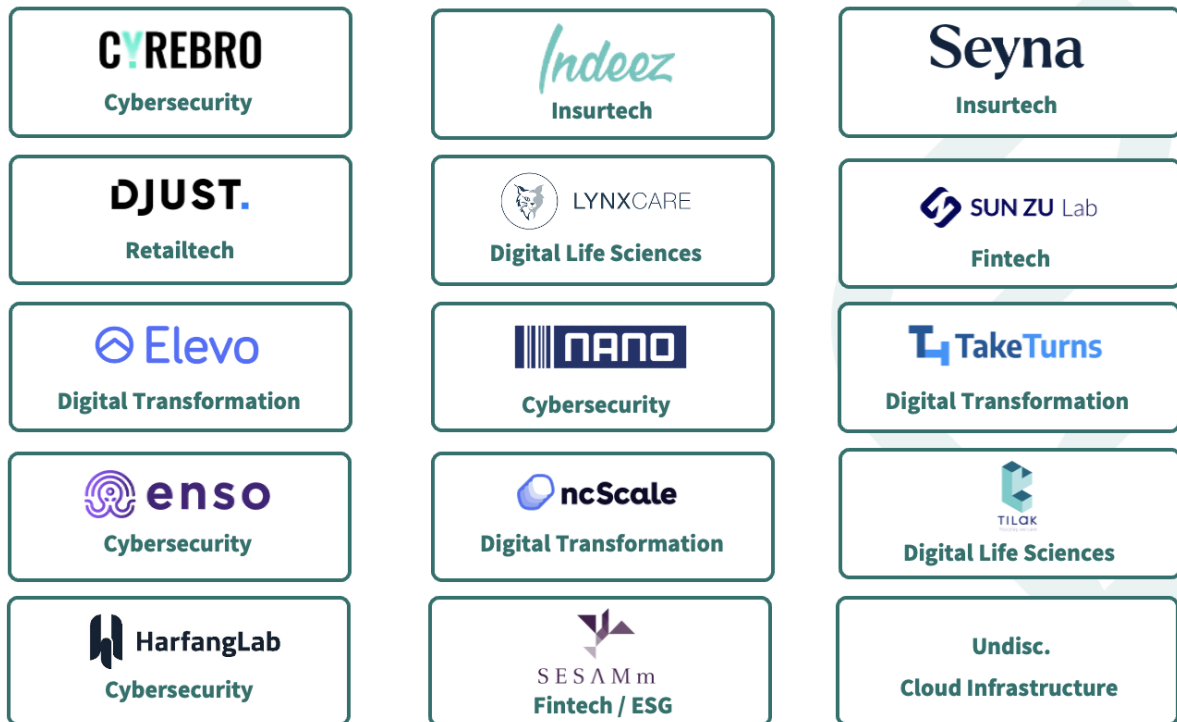 CYREBRO
Cybersecurity
Indeez
Insurtech
Seyna
Insurtech
DJUST.
Retailtech
LYNXCARE
Digital Life Sciences
SUN ZU Lab
Fintech
Elevo
Digital Transformation
nano
Cybersecurity
T4 TakeTurns
Digital Transformation
enso
Cybersecurity
ncScale
Digital Transformation
TILAK
Digital Life Sciences
HarfangLab
Cybersecurity
SESAMm
Fintech / ESG
Undisc.
Cloud Infrastructure